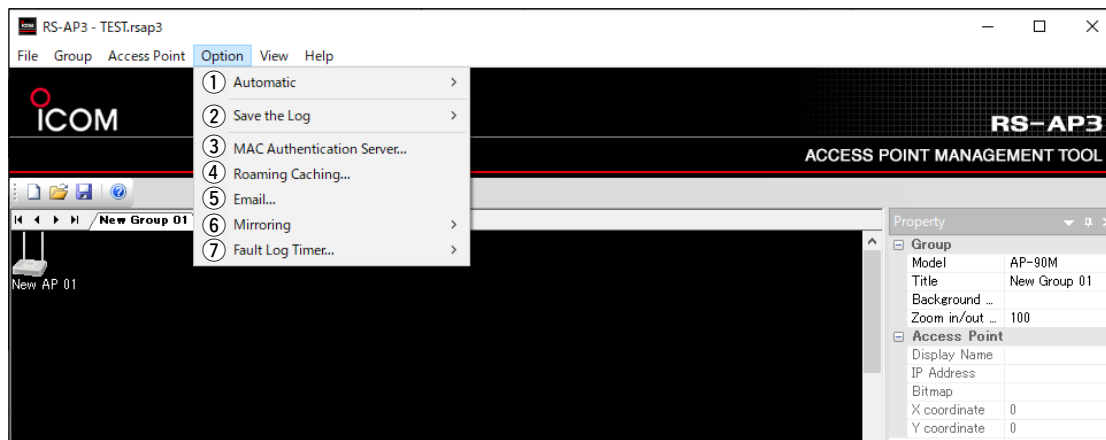 RS-AP3 - TEST.rsap3
File Group Access Point Option View Help
① Automatic
② Save the Log
③ MAC Authentication Server...
④ Roaming Caching...
⑤ Email...
⑥ Mirroring
⑦ Fault Log Timer...
ICOM
RS-AP3
ACCESS POINT MANAGEMENT TOOL
New Group 01
New AP 01
Property
Group
Model AP-90M
Title New Group 01
Background ...
Zoom in/out ... 100
Access Point
Display Name
IP Address
Bitmap
X coordinate 0
Y coordinate 0